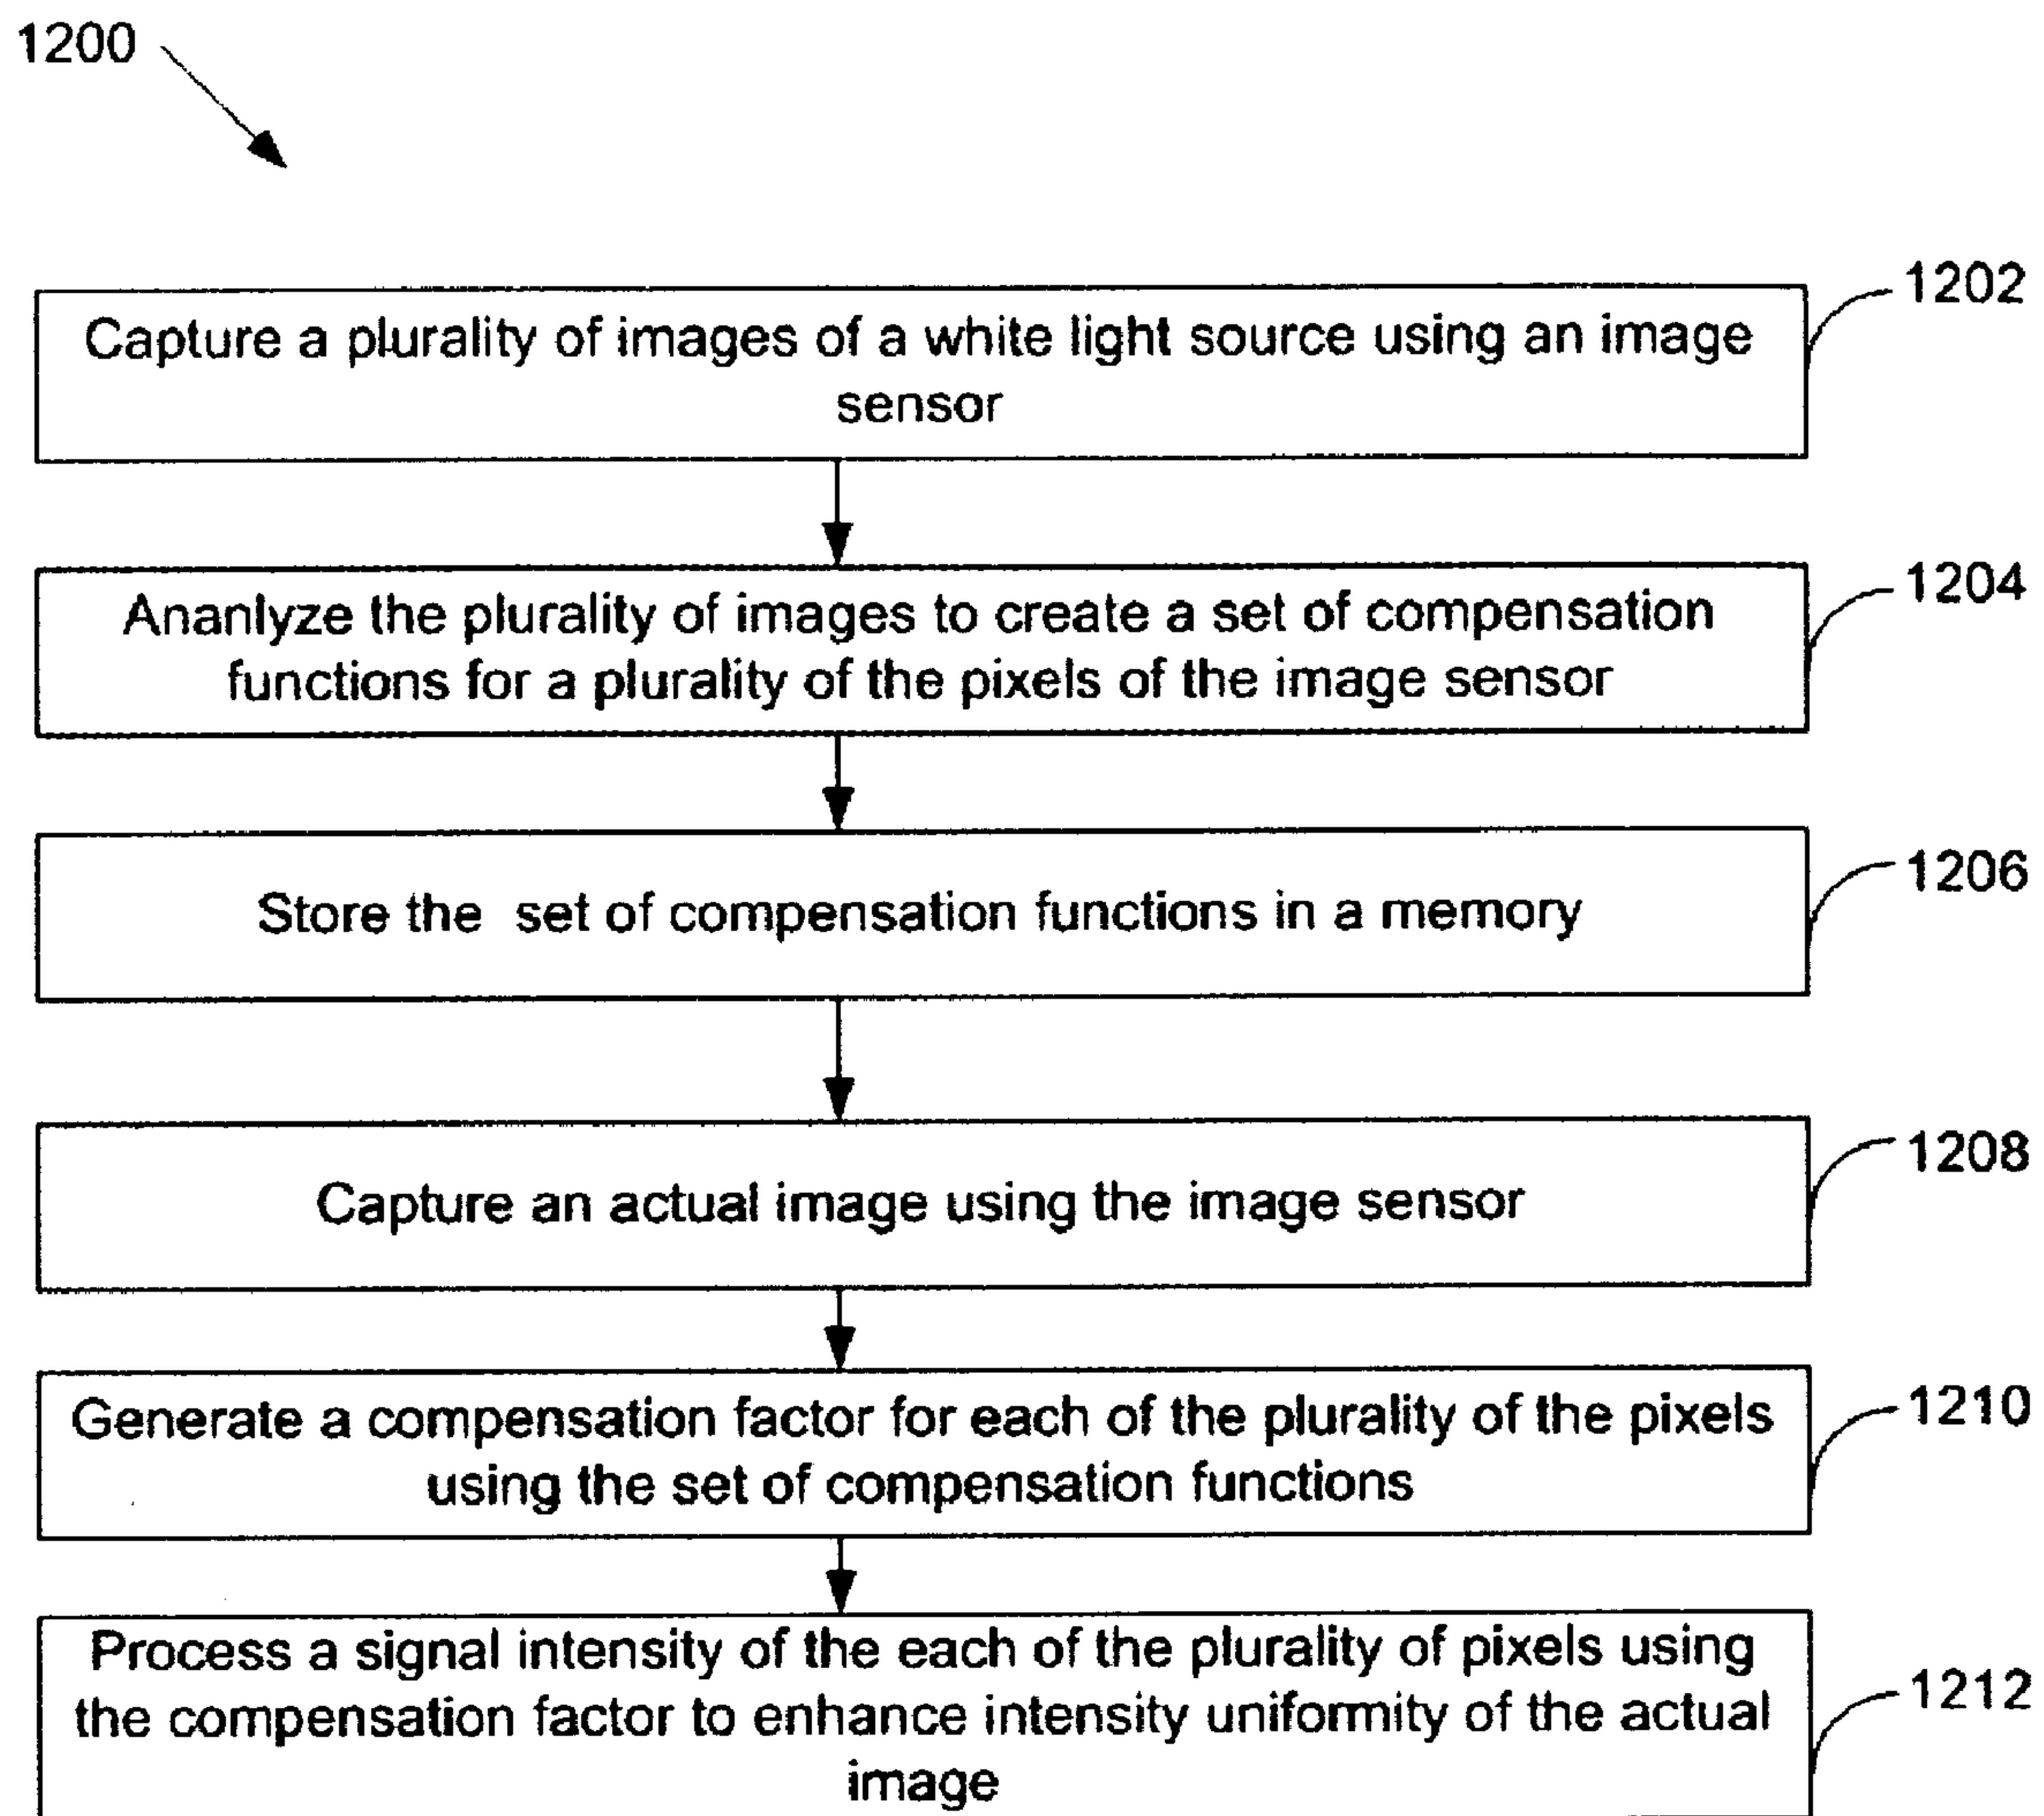 1200
1202
Capture a plurality of images of a white light source using an image
sensor
1204
Ananlyze the plurality of images to create a set of compensation
functions for a plurality of the pixels of the image sensor
1206
Store the set of compensation functions in a memory
1208
Capture an actual image using the image sensor
1210
Generate a compensation factor for each of the plurality of the pixels
using the set of compensation functions
1212
Process a signal intensity of the each of the plurality of pixels using
the compensation factor to enhance intensity uniformity of the actual
image